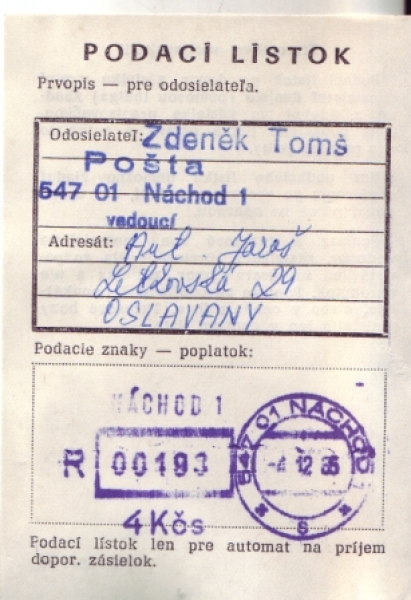 PODACÍ LÍSTOK
Prvopis — pre odosielateľa.
Odosielateľ: Zdeněk Tomš
Pošta
547 01 Náchod 1
vedoucí
Adresát: Ant. Jaroš
29
OSLAVANY
Podacie znaky — poplatok:
NÁCHOD 1
R 00193
4 Kčs
547 01 NÁCHOD
-4.12.85
* s *
Podací lístok len pre automat na príjem
dopor. zásielok.